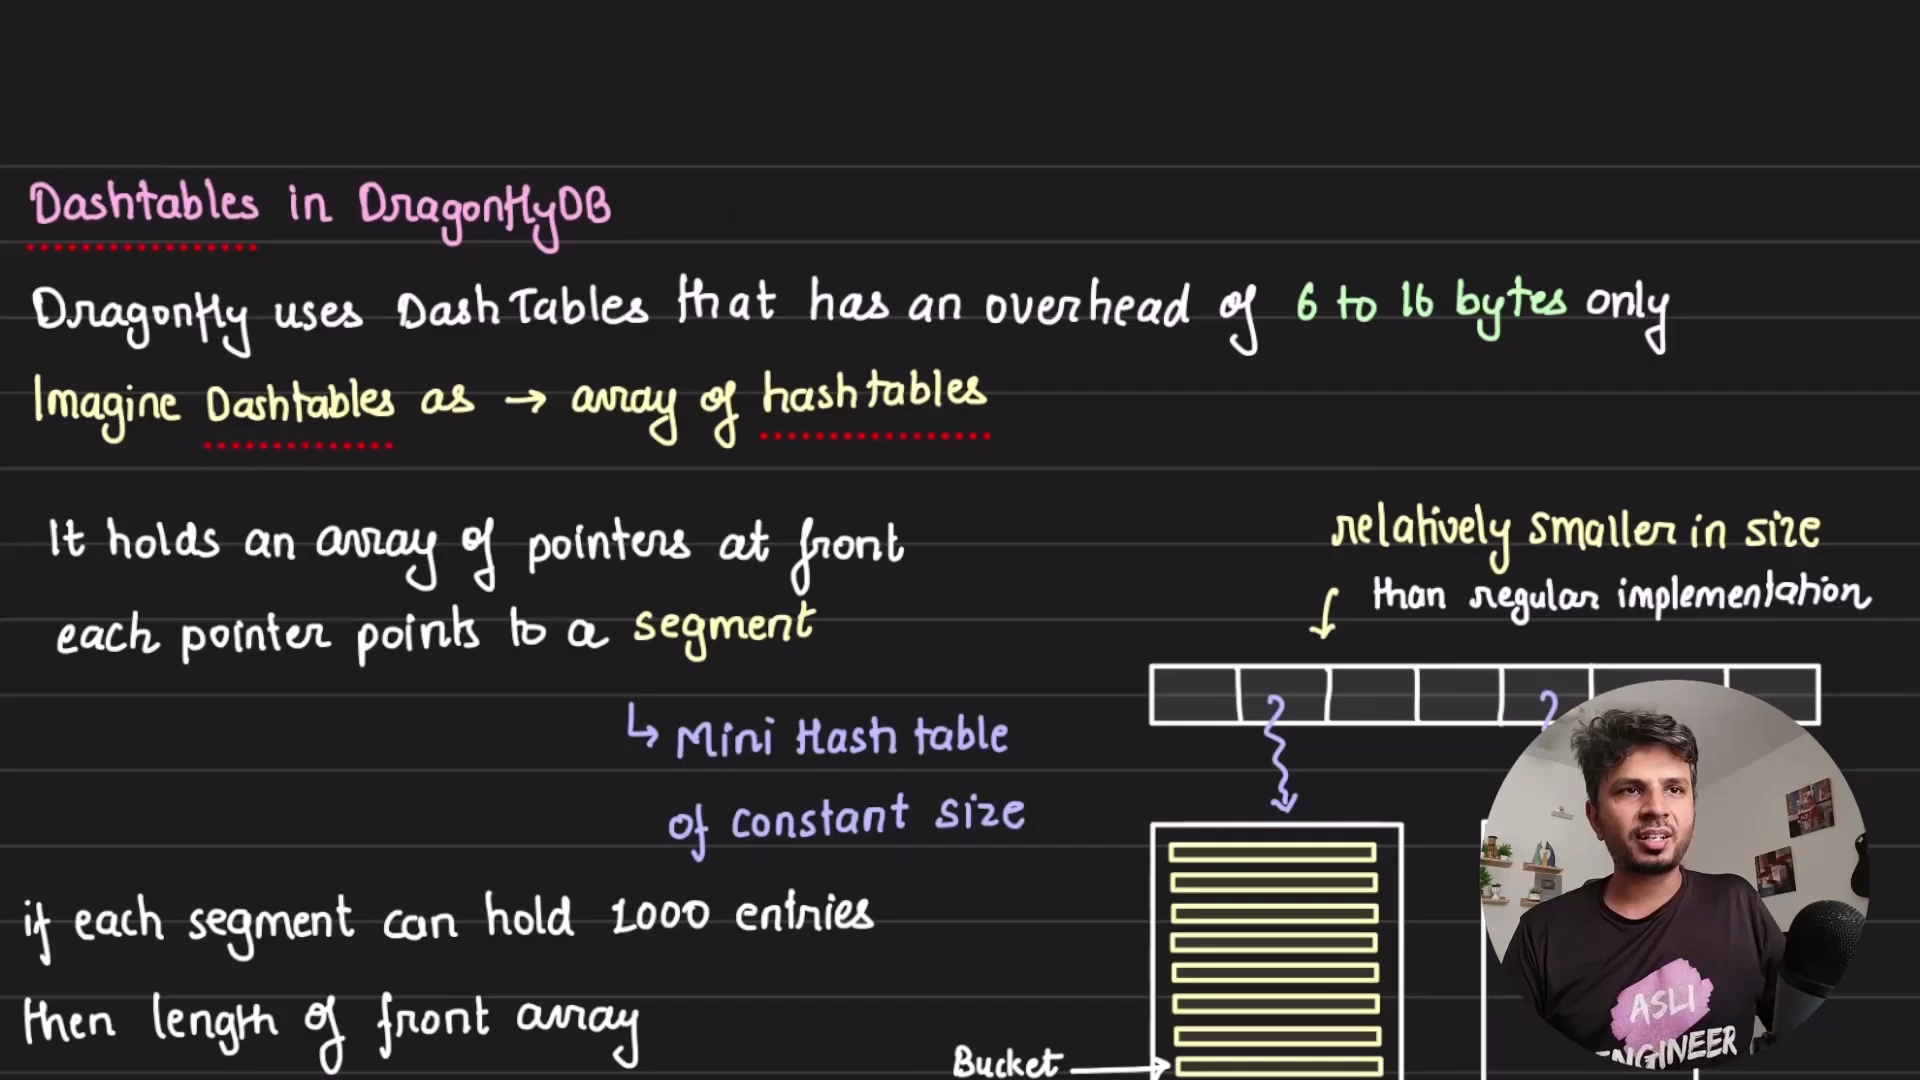 Dashtables in DragonflyDB
Dragonfly uses DashTables that has an overhead of 6 to 16 bytes only
Imagine Dashtables as → array of hashtables
It holds an array of pointers at front
each pointer points to a segment
↳ Mini Hash table
of constant size
relatively smaller in size
than regular implementation
if each segment can hold 1000 entries
then length of front array
Bucket
ASLI
ENGINEER